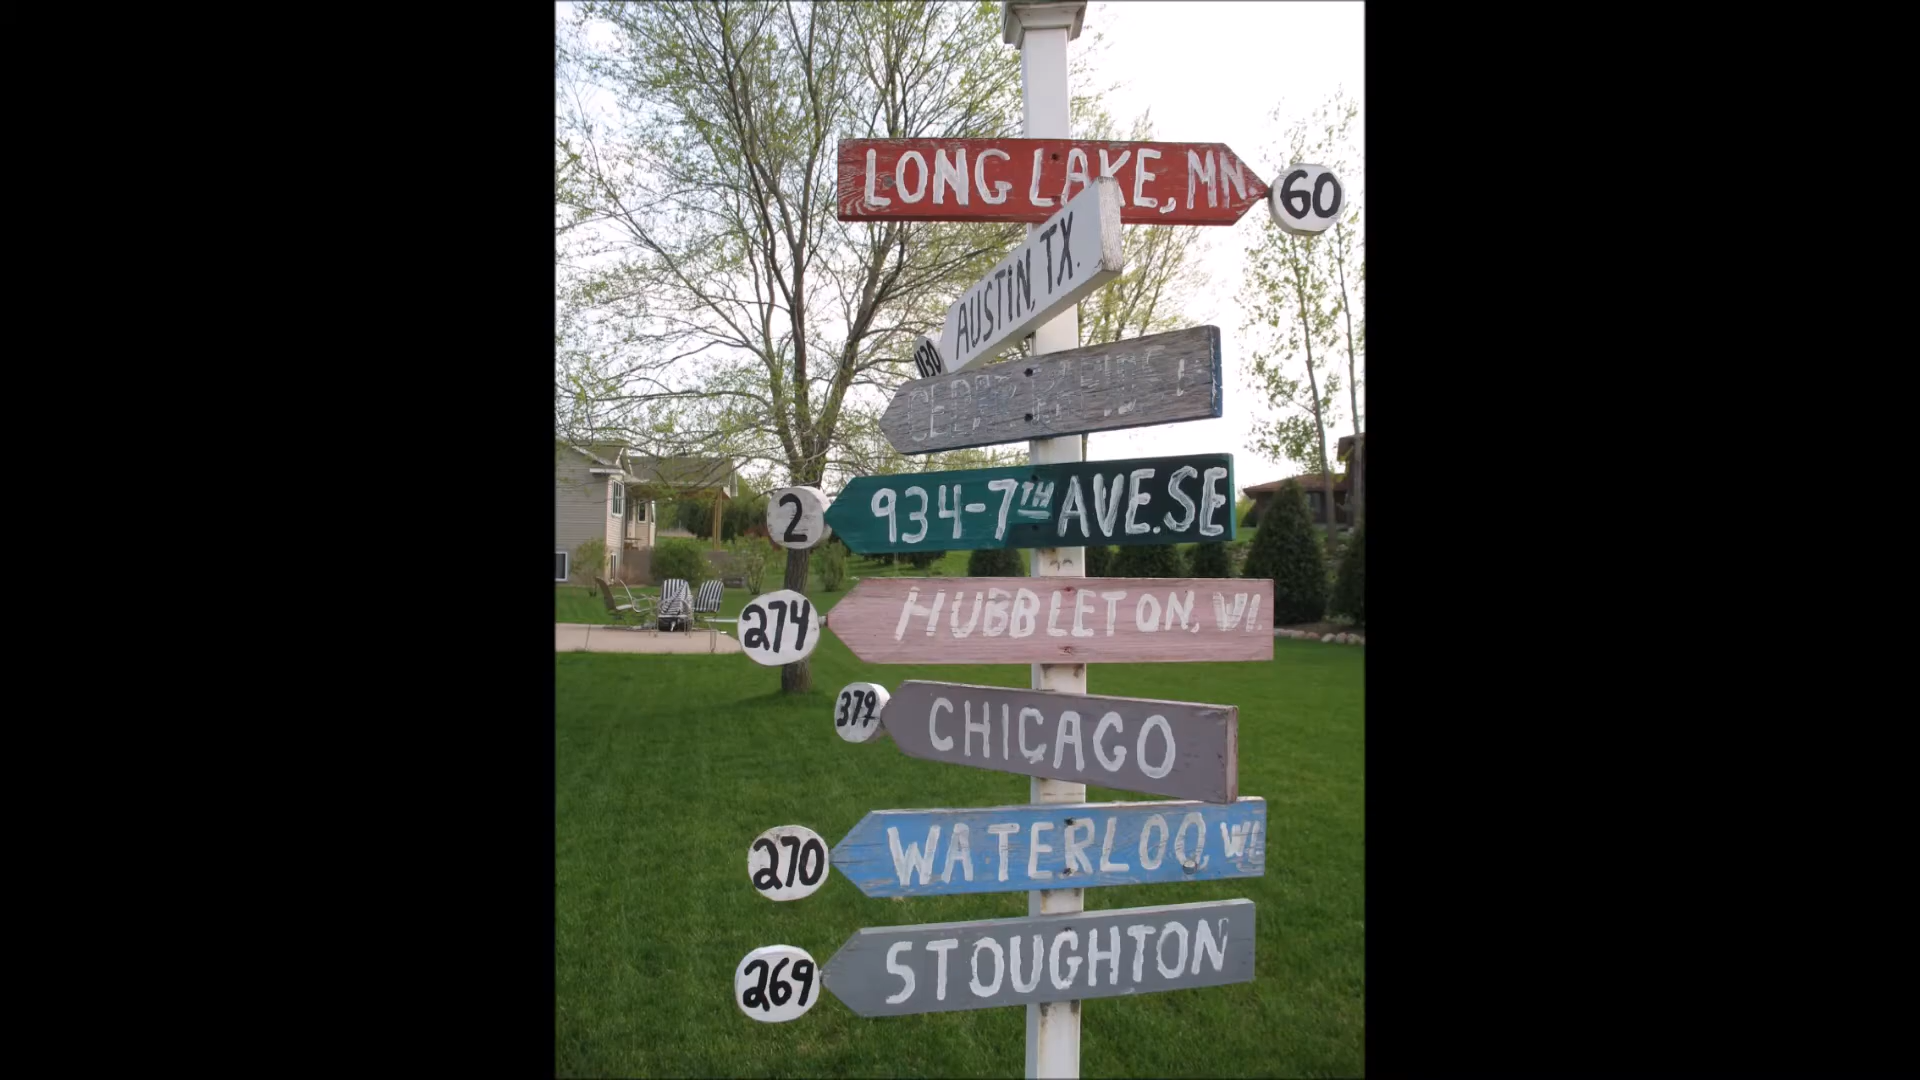 LONG LAKE, MN. 60
AUSTIN, TX.
1130
2 934-7TH AVE. SE
274 HUBBLETON, WI.
379 CHICAGO
270 WATERLOO, WI.
269 STOUGHTON